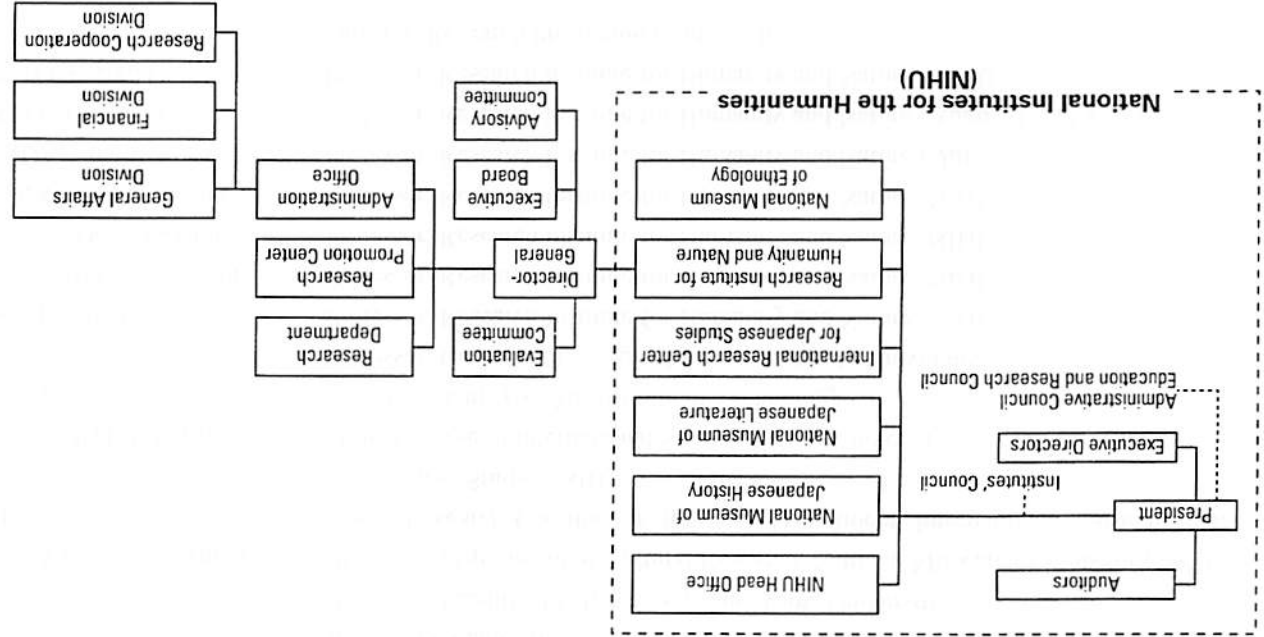 Auditors
President
Executive Directors
Institutes' Council
Administrative Council
Education and Research Council
NIHU Head Office
National Museum of
Japanese History
National Museum of
Japanese Literature
International Research Center
for Japanese Studies
Research Institute for
Humanity and Nature
National Museum
of Ethnology
National Institutes for the Humanities
(NIHU)
Evaluation
Committee
Director-
General
Executive
Board
Advisory
Committee
Research
Department
Research
Promotion Center
Administration
Office
General Affairs
Division
Financial
Division
Research Cooperation
Division